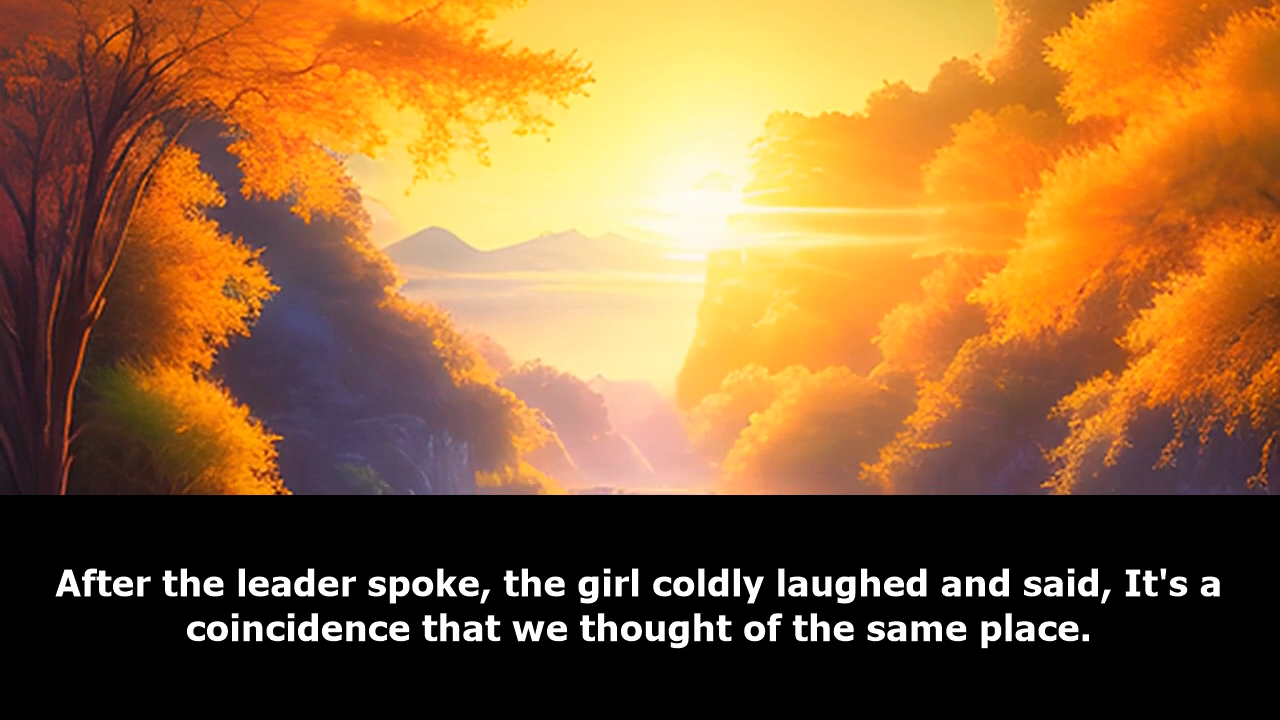 After the leader spoke, the girl coldly laughed and said, It's a
coincidence that we thought of the same place.